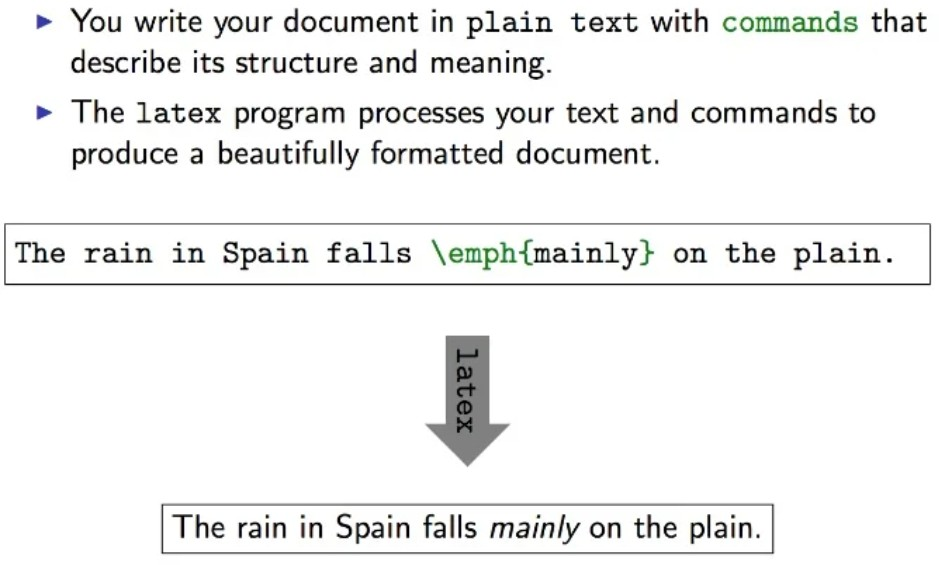 You write your document in plain text with commands that
describe its structure and meaning.
The latex program processes your text and commands to
produce a beautifully formatted document.
The rain in Spain falls \emph{mainly} on the plain.
latex
The rain in Spain falls mainly on the plain.